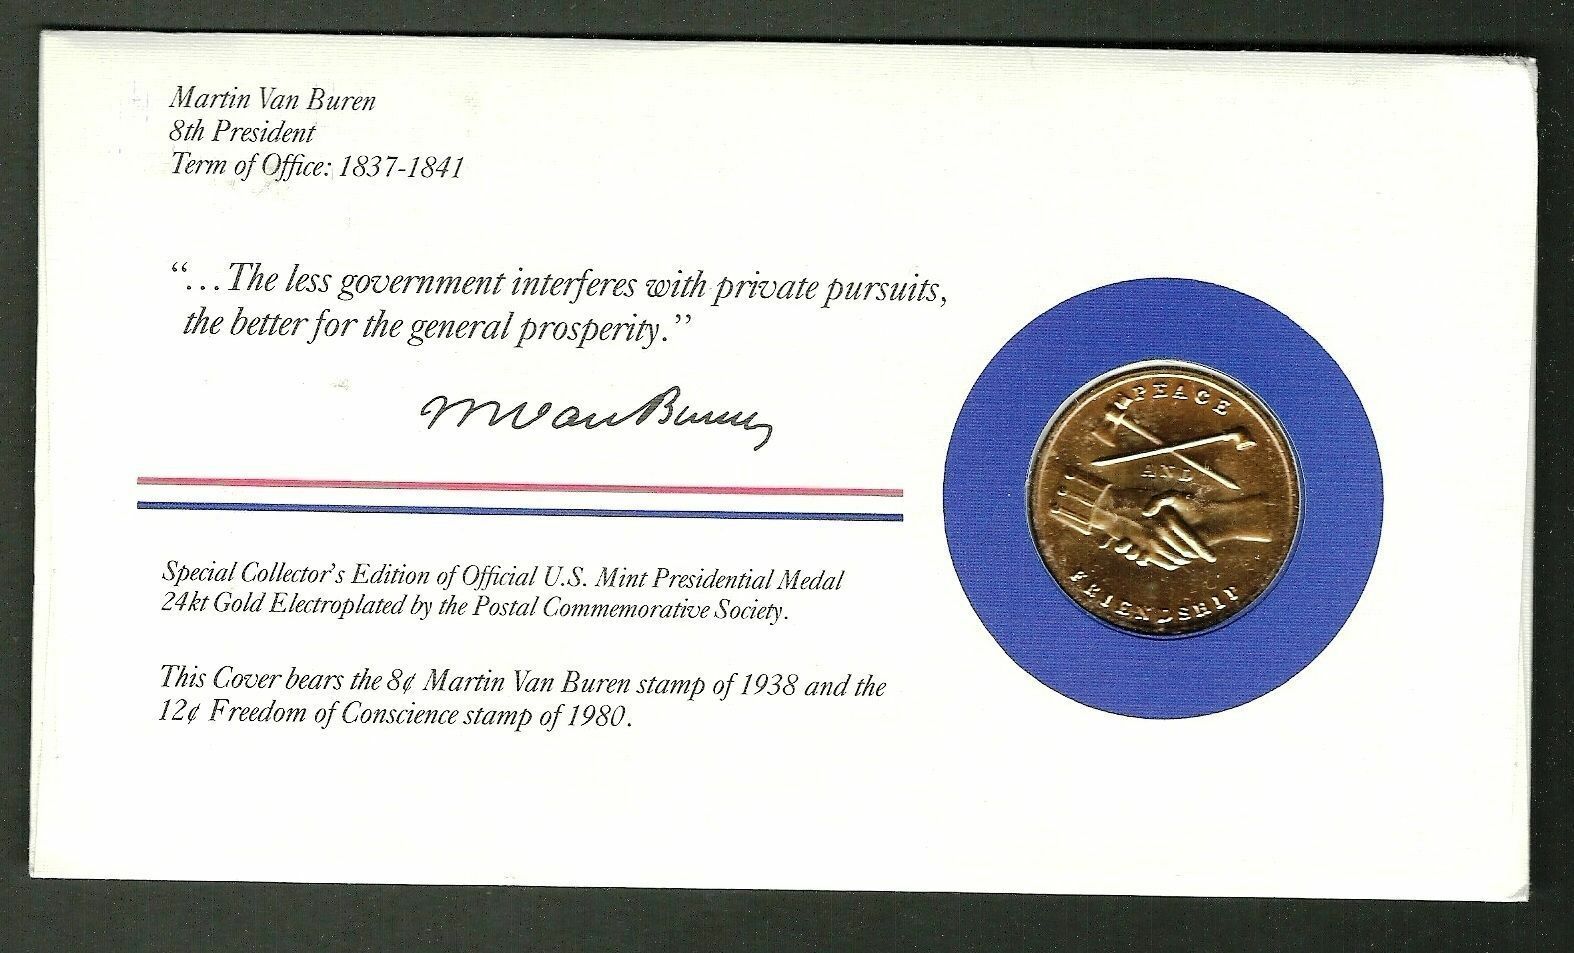 Martin Van Buren
8th President
Term of Office: 1837-1841
“...The less government interferes with private pursuits,
the better for the general prosperity.”
M Van Buren
PEACE
AND
FRIENDSHIP
Special Collector's Edition of Official U.S. Mint Presidential Medal
24kt Gold Electroplated by the Postal Commemorative Society.
This Cover bears the 8¢ Martin Van Buren stamp of 1938 and the
12¢ Freedom of Conscience stamp of 1980.